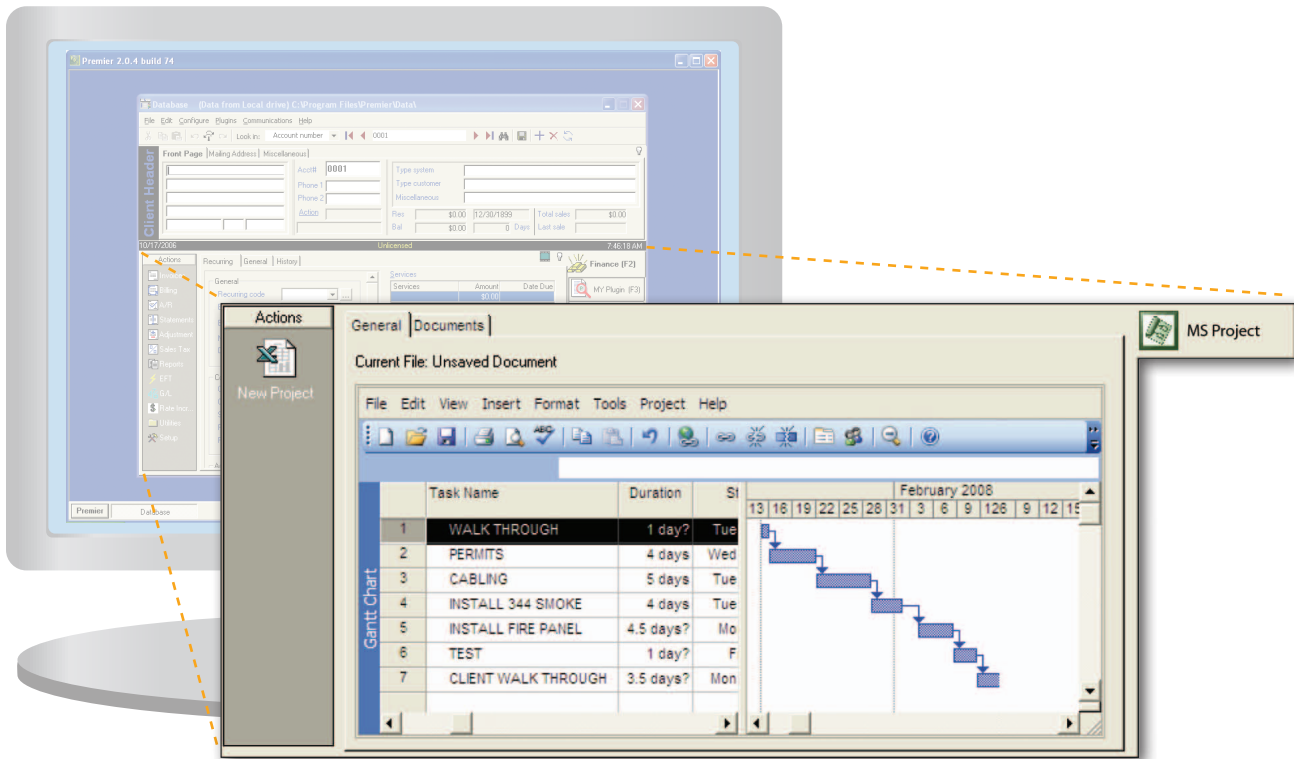 Premier 2.0.4 build 74
Database (Data from Local drive) C:\Program Files\Premier\Data\
File Edit Configure Plugins Communications Help
Look in: Account number 0001
Client Header
Front Page Mailing Address Miscellaneous
Acct# 0001
Phone 1
Phone 2
Action
Type system
Type customer
Miscellaneous
Res $0.00 12/30/1899 Total sales $0.00
Bal $0.00 0 Days Last sale
10/17/2006 Unlicensed 7:46:18 AM
Actions
Invoice
Billing
A/R
Statements
Adjustment
Sales Tax
Reports
EFT
G/L
Rate Incr.
Utilities
Setup
Recurring General History
General
Recurring code
Services
Services Amount Date Due
$0.00
Finance (F2)
MY Plugin (F3)
Premier Database
Actions
New Project
General Documents
MS Project
Current File: Unsaved Document
File Edit View Insert Format Tools Project Help
Gantt Chart
Task Name Duration St
February 2008
13 16 19 22 25 28 31 3 6 9 126 9 12 15
1 WALK THROUGH 1 day? Tue
2 PERMITS 4 days Wed
3 CABLING 5 days Tue
4 INSTALL 344 SMOKE 4 days Tue
5 INSTALL FIRE PANEL 4.5 days? Mo
6 TEST 1 day? F
7 CLIENT WALK THROUGH 3.5 days? Mon